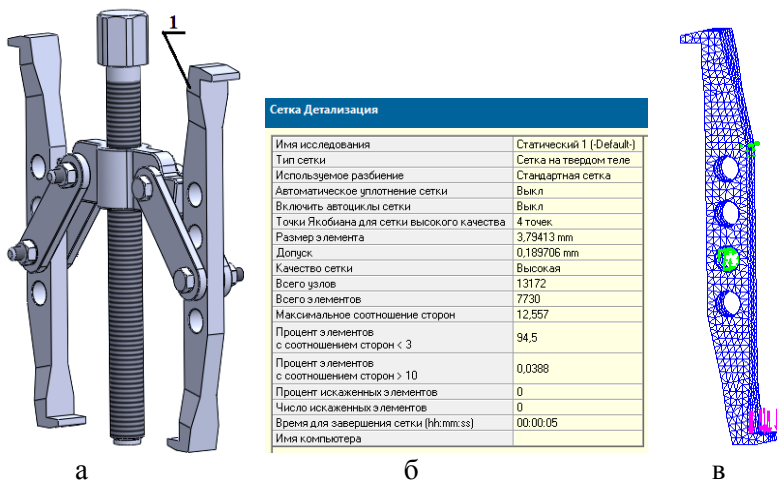 1
Сетка Детализация
Имя исследования Статический 1 (-Default-)
Тип сетки Сетка на твердом теле
Используемое разбиение Стандартная сетка
Автоматическое уплотнение сетки Выкл
Включить автоциклы сетки Выкл
Точки Якобиана для сетки высокого качества 4 точек
Размер элемента 3,79413 mm
Допуск 0,189706 mm
Качество сетки Высокая
Всего узлов 13172
Всего элементов 7730
Максимальное соотношение сторон 12,557
Процент элементов
с соотношением сторон < 3 94,5
Процент элементов
с соотношением сторон > 10 0,0388
Процент искаженных элементов 0
Число искаженных элементов 0
Время для завершения сетки (hh:mm:ss) 00:00:05
Имя компьютера
а б в